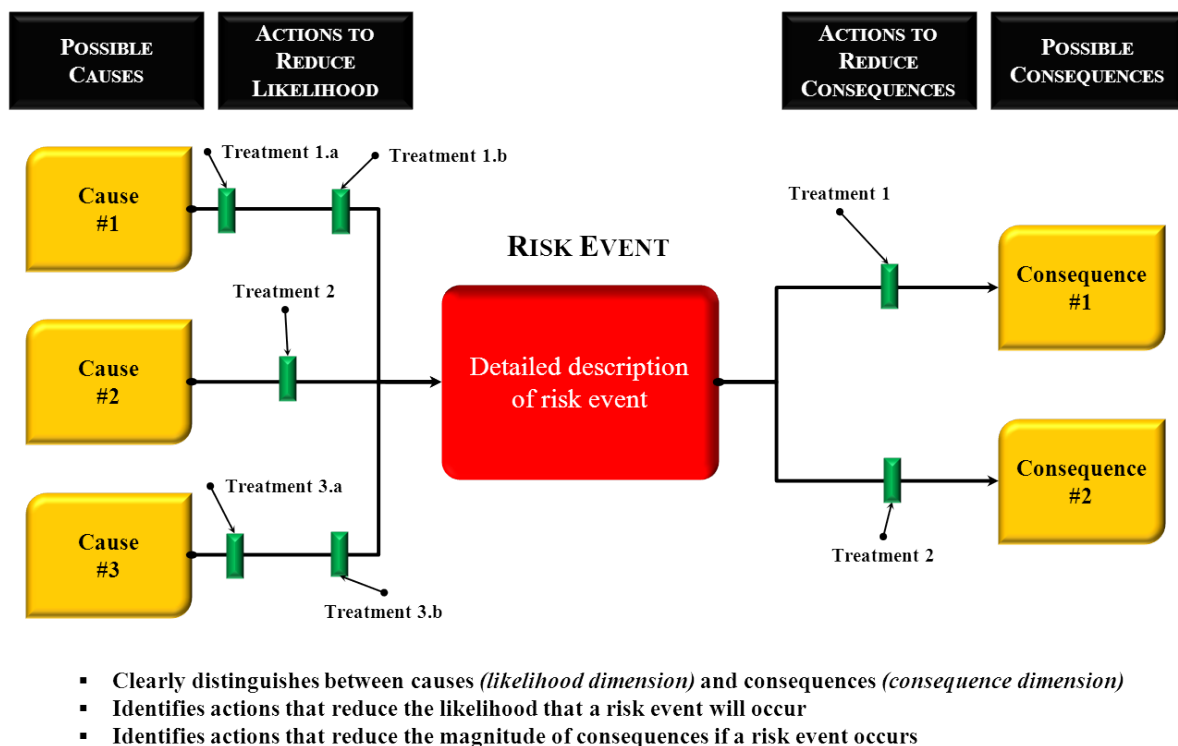 POSSIBLE
CAUSES
ACTIONS TO
REDUCE
LIKELIHOOD
ACTIONS TO
REDUCE
CONSEQUENCES
POSSIBLE
CONSEQUENCES
Treatment 1.a
Treatment 1.b
Cause
#1
Treatment 2
Cause
#2
Treatment 3.a
Cause
#3
Treatment 3.b
RISK EVENT
Detailed description
of risk event
Treatment 1
Consequence
#1
Consequence
#2
Treatment 2
▪ Clearly distinguishes between causes (likelihood dimension) and consequences (consequence dimension)
▪ Identifies actions that reduce the likelihood that a risk event will occur
▪ Identifies actions that reduce the magnitude of consequences if a risk event occurs